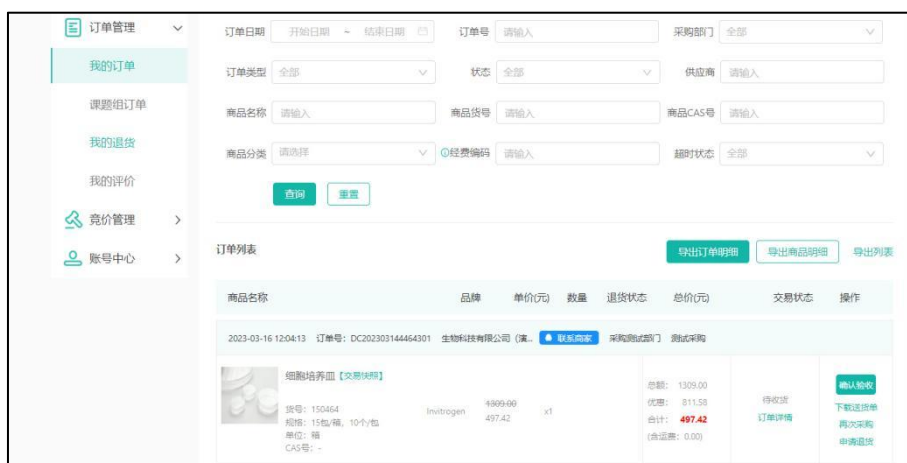 订单管理
我的订单
课题组订单
我的退货
我的评价
竞价管理
账号中心
订单日期 开始日期 ~ 结束日期 订单号 请输入 采购部门 全部
订单类型 全部 状态 全部 供应商 请输入
商品名称 请输入 商品货号 请输入 商品CAS号 请输入
商品分类 请选择 经费编码 请输入 超时状态 全部
查询 重置
订单列表 导出订单明细 导出商品明细 导出列表
商品名称 品牌 单价(元) 数量 退货状态 总价(元) 交易状态 操作
2023-03-16 12:04:13 订单号: DC202303144464301 生物科技有限公司 (演... 联系商家 采购测试部门 测试采购
细胞培养皿【交易快照】
货号: 150464
规格: 15包/箱, 10个/包
单位: 箱
CAS号: -
Invitrogen
1309.00
497.42
x1
总额: 1309.00
优惠: 811.58
合计: 497.42
(含运费: 0.00)
待收货
订单详情
确认验收
下载送货单
再次采购
申请退货